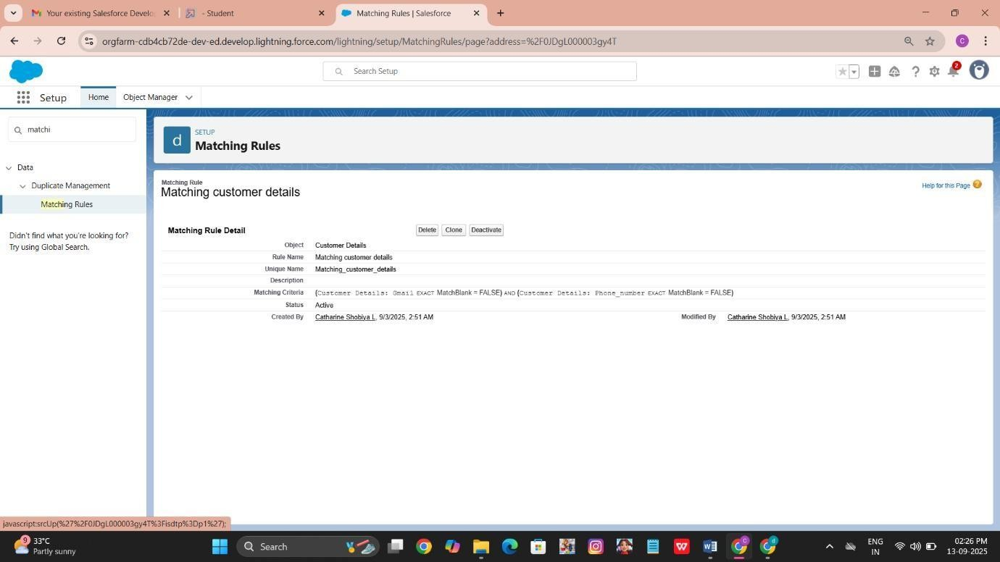 Your existing Salesforce Develo
- Student
Matching Rules | Salesforce
orgfarm-cdb4cb72de-dev-ed.develop.lightning.force.com/lightning/setup/MatchingRules/page?address=%2F0JDgL000003gy4T
C
Search Setup
2
Setup
Home
Object Manager
matchi
d
SETUP
Matching Rules
Data
Duplicate Management
Matching Rules
Didn't find what you're looking for?
Try using Global Search.
Matching Rule
Matching customer details
Help for this Page ?
Matching Rule Detail
Delete
Clone
Deactivate
Object Customer Details
Rule Name Matching customer details
Unique Name Matching_customer_details
Description
Matching Criteria (Customer Details: Gmail EXACT MatchBlank = FALSE) AND (Customer Details: Phone_number EXACT MatchBlank = FALSE)
Status Active
Created By Catharine Shobiya L, 9/3/2025, 2:51 AM
Modified By Catharine Shobiya L, 9/3/2025, 2:51 AM
javascript:srcUp(%27%2F0JDgL000003gy4T%3Fisdtp%3Dp1%27);
9
33°C
Partly sunny
Search
W
W
C
d
ENG
IN
02:26 PM
13-09-2025